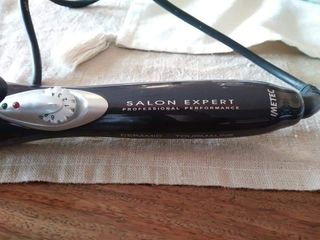 SALON EXPERT
PROFESSIONAL PERFORMANCE
CERAMIC TOURMALINE
IMETEC